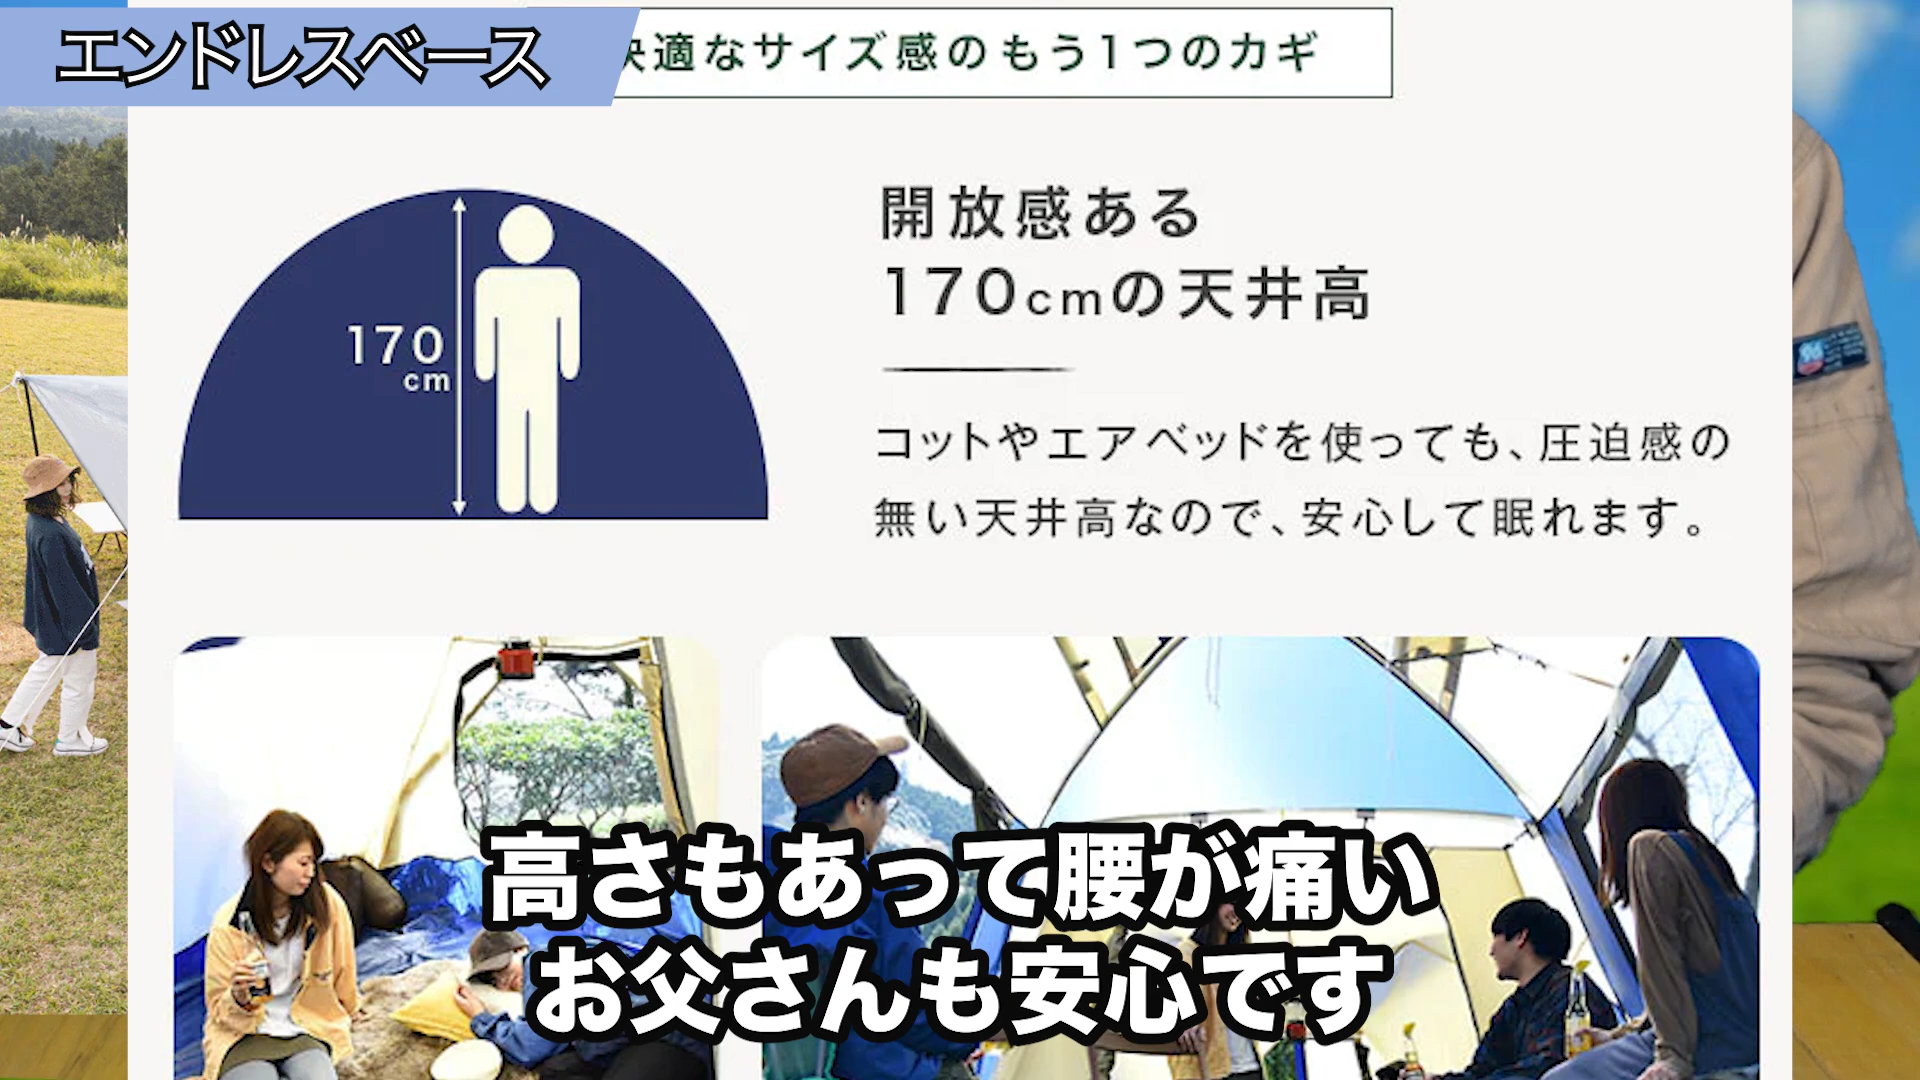 エンドレスベース
快適なサイズ感のもう1つのカギ
開放感ある
170cmの天井高
170
cm
コットやエアベッドを使っても、圧迫感の
無い天井高なので、安心して眠れます。
高さもあって腰が痛い
お父さんも安心です